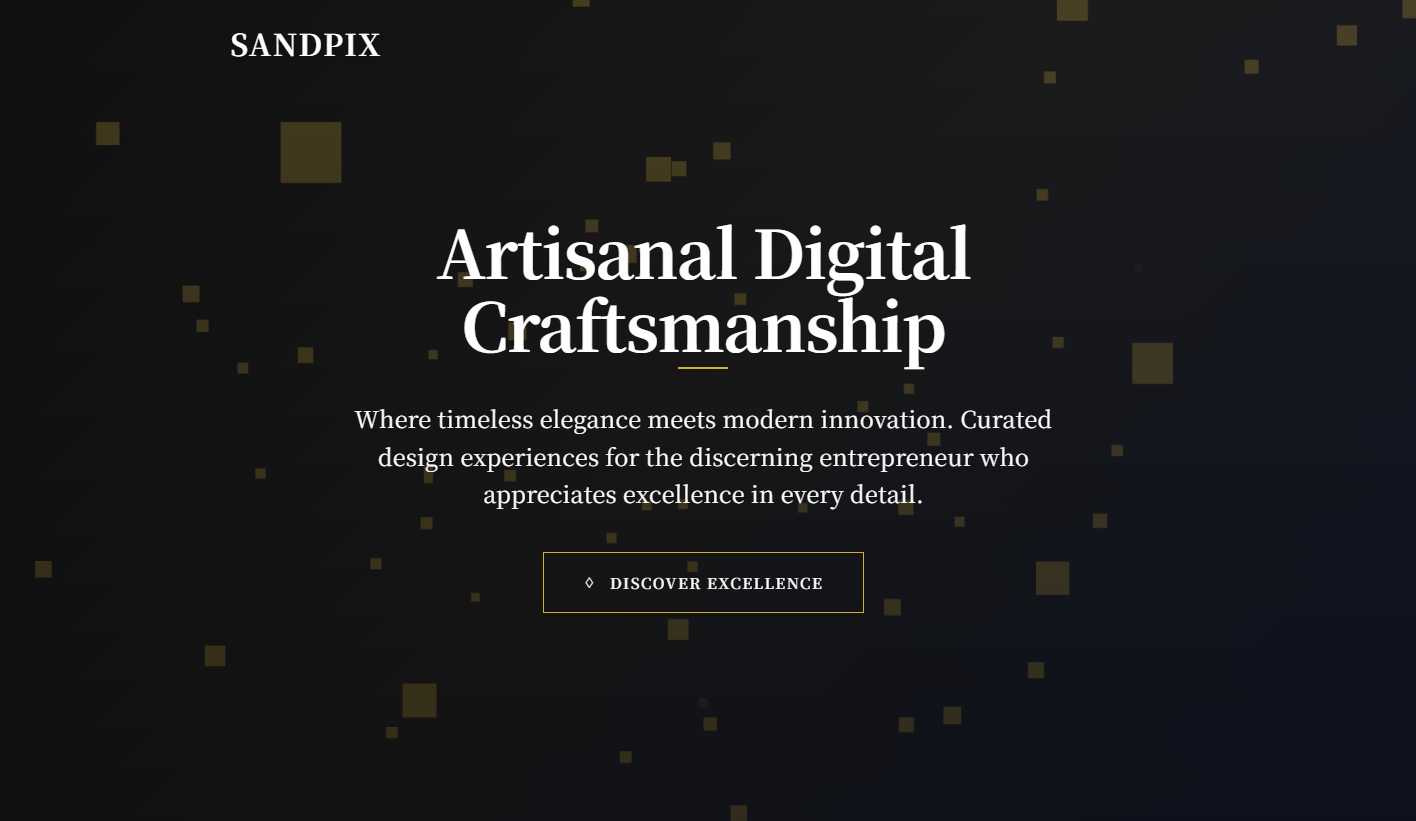 SANDPIX
Artisanal Digital
Craftsmanship
Where timeless elegance meets modern innovation. Curated
design experiences for the discerning entrepreneur who
appreciates excellence in every detail.
◊ DISCOVER EXCELLENCE